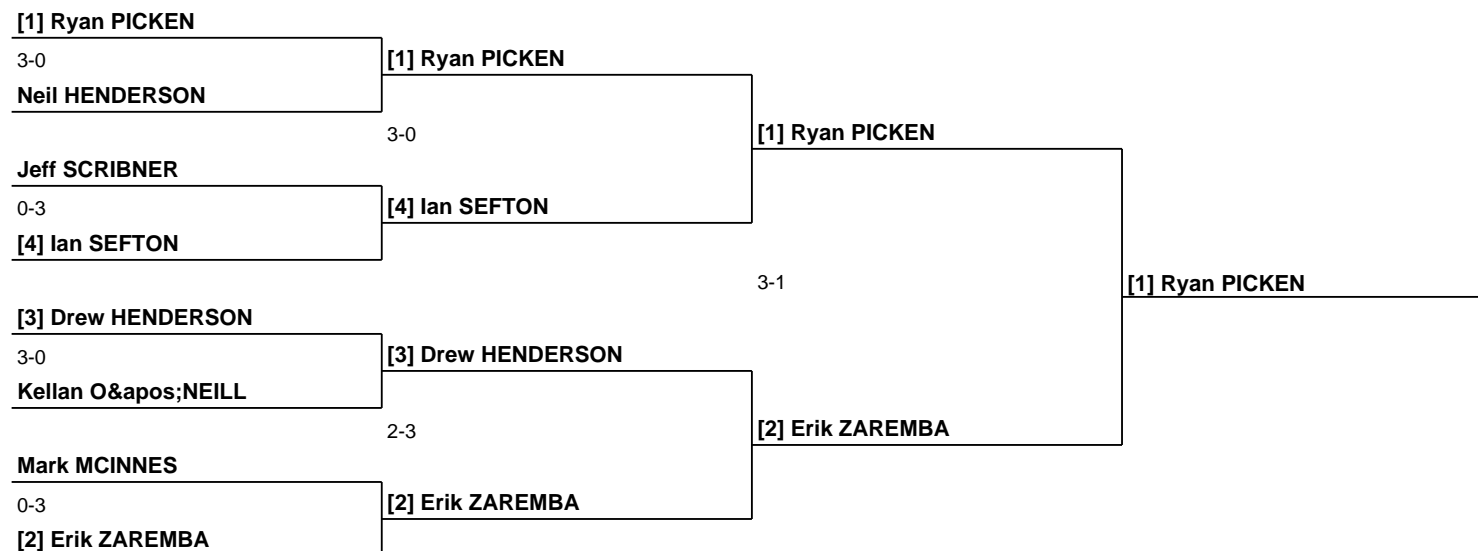 [1] Ryan PICKEN
3-0
[1] Ryan PICKEN
Neil HENDERSON
3-0
[1] Ryan PICKEN
Jeff SCRIBNER
0-3
[4] Ian SEFTON
[4] Ian SEFTON
3-1
[1] Ryan PICKEN
[3] Drew HENDERSON
3-0
[3] Drew HENDERSON
Kellan O&apos;NEILL
2-3
[2] Erik ZAREMBA
Mark MCINNES
0-3
[2] Erik ZAREMBA
[2] Erik ZAREMBA